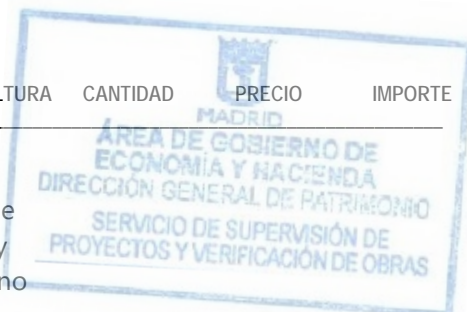 LTURA CANTIDAD PRECIO IMPORTE
MADRID
ÁREA DE GOBIERNO DE
ECONOMÍA Y HACIENDA
DIRECCIÓN GENERAL DE PATRIMONIO
SERVICIO DE SUPERVISIÓN DE
PROYECTOS Y VERIFICACIÓN DE OBRAS
e
y
no